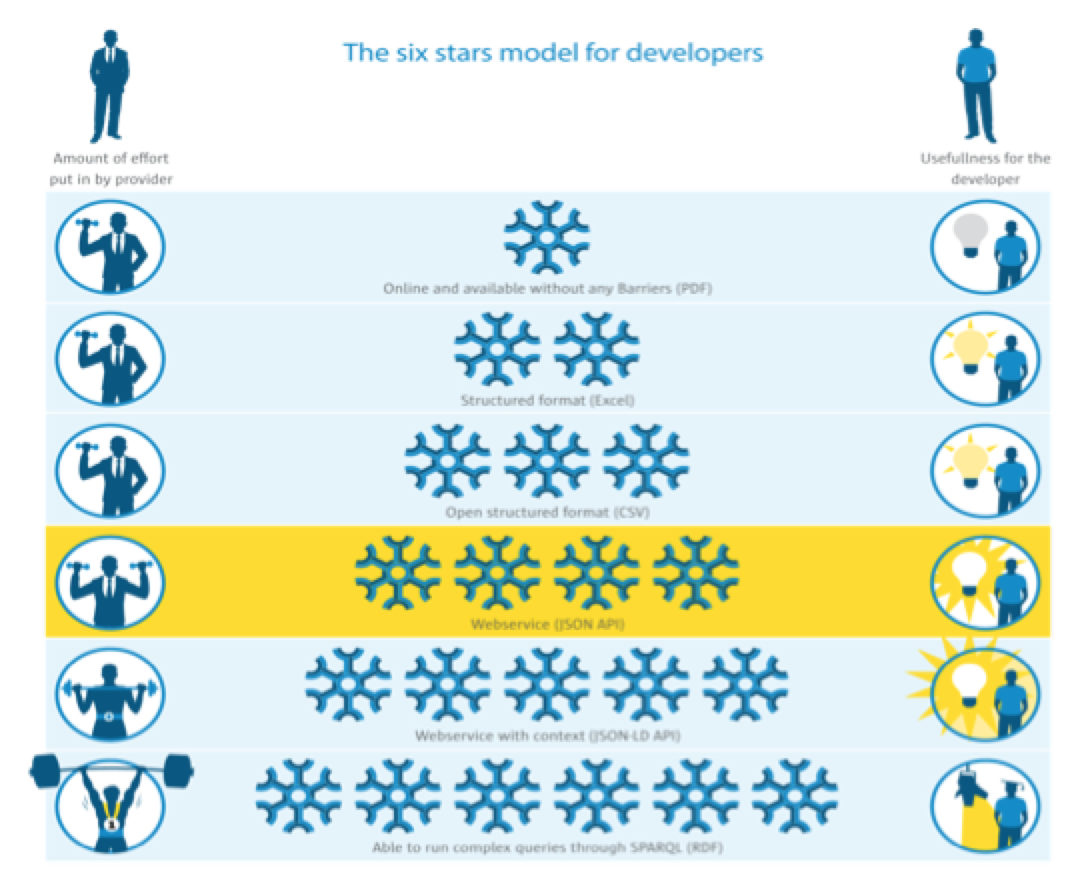 The six stars model for developers
Amount of effort
put in by provider
Usefullness for the
developer
Online and available without any Barriers (PDF)
Structured format (Excel)
Open structured format (CSV)
Webservice (JSON API)
Webservice with context (JSON-LD API)
Able to run complex queries through SPARQL (RDF)